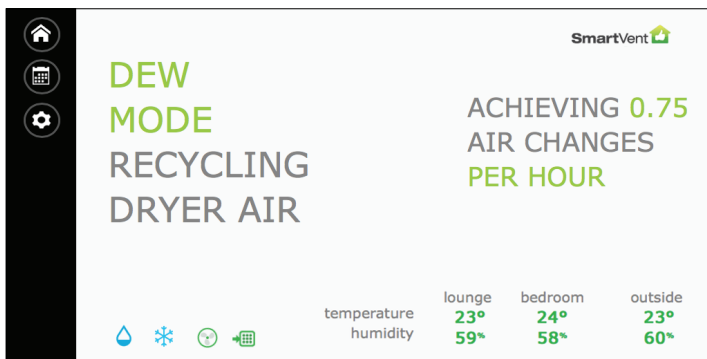 SmartVent
DEW
MODE
RECYCLING
DRYER AIR
ACHIEVING 0.75
AIR CHANGES
PER HOUR
lounge bedroom outside
temperature 23° 24° 23°
humidity 59% 58% 60%